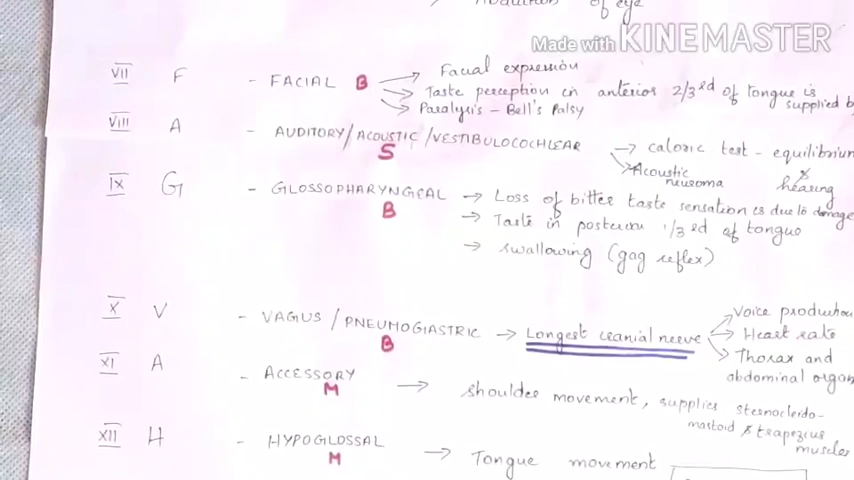 Abduction of eye
Made with KINEMASTER
VII F - FACIAL B → Facial expression
→ Taste perception in anterior 2/3rd of tongue is supplied by
→ Paralysis - Bell's Palsy
VIII A - AUDITORY/ACOUSTIC/VESTIBULOCOCHLEAR S → caloric test - equilibrium & hearing
→ Acoustic neuroma
IX G - GLOSSOPHARYNGEAL B → Loss of bitter taste sensation is due to damage
→ Taste in posterior 1/3rd of tongue
→ swallowing (gag reflex)
X V - VAGUS / PNEUMOGIASTRIC B → Longest cranial nerve → Voice production
→ Heart rate
→ Thorax and abdominal organ
XI A - ACCESSORY M → shoulder movement, supplies sternocleido-
mastoid & trapezius
muscles
XII H - HYPOGLOSSAL M → Tongue movement